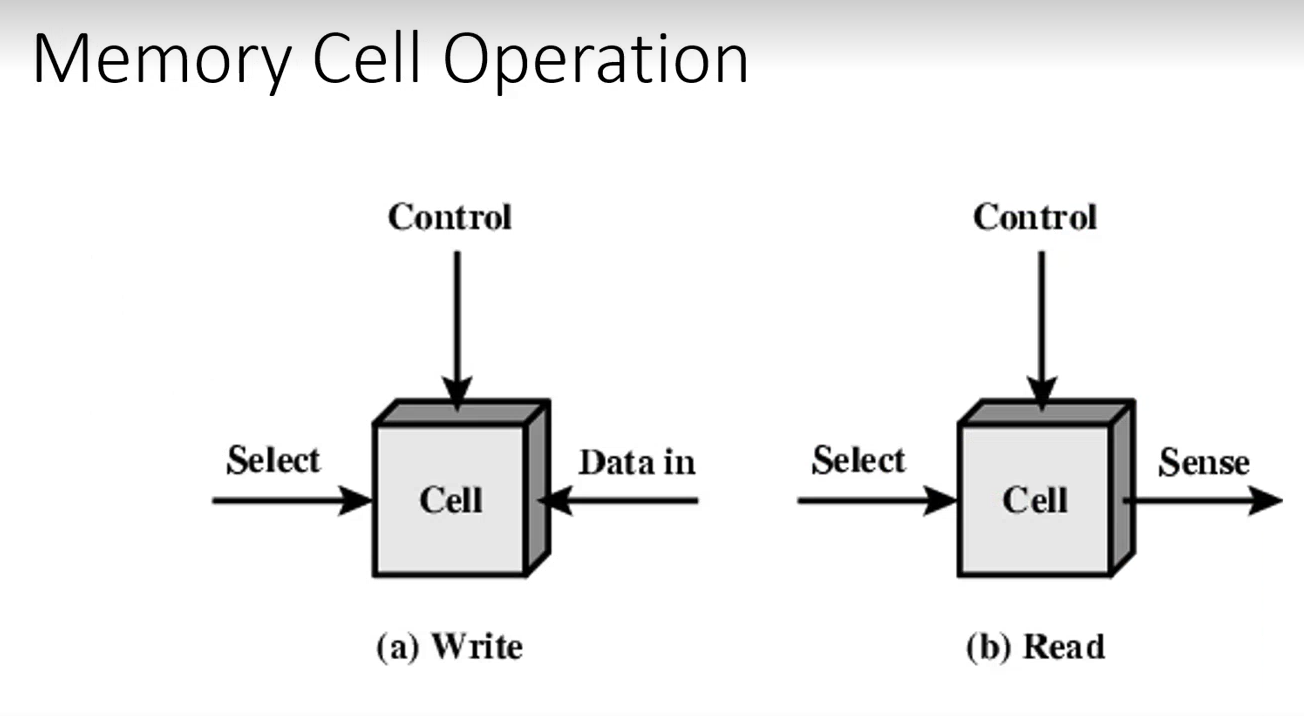 Memory Cell Operation
Control
Control
Select
Data in
Select
Sense
Cell
Cell
(a) Write
(b) Read